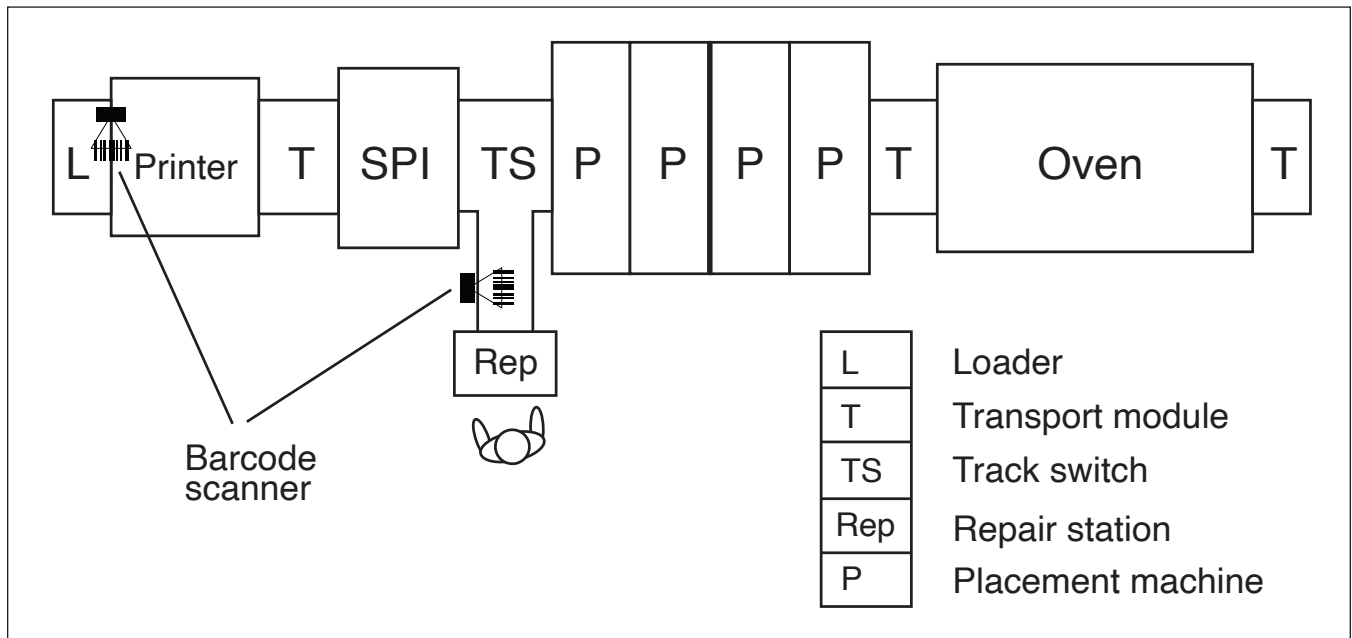 L Printer T SPI TS P P P P T Oven T
Rep
Barcode
scanner
L Loader
T Transport module
TS Track switch
Rep Repair station
P Placement machine